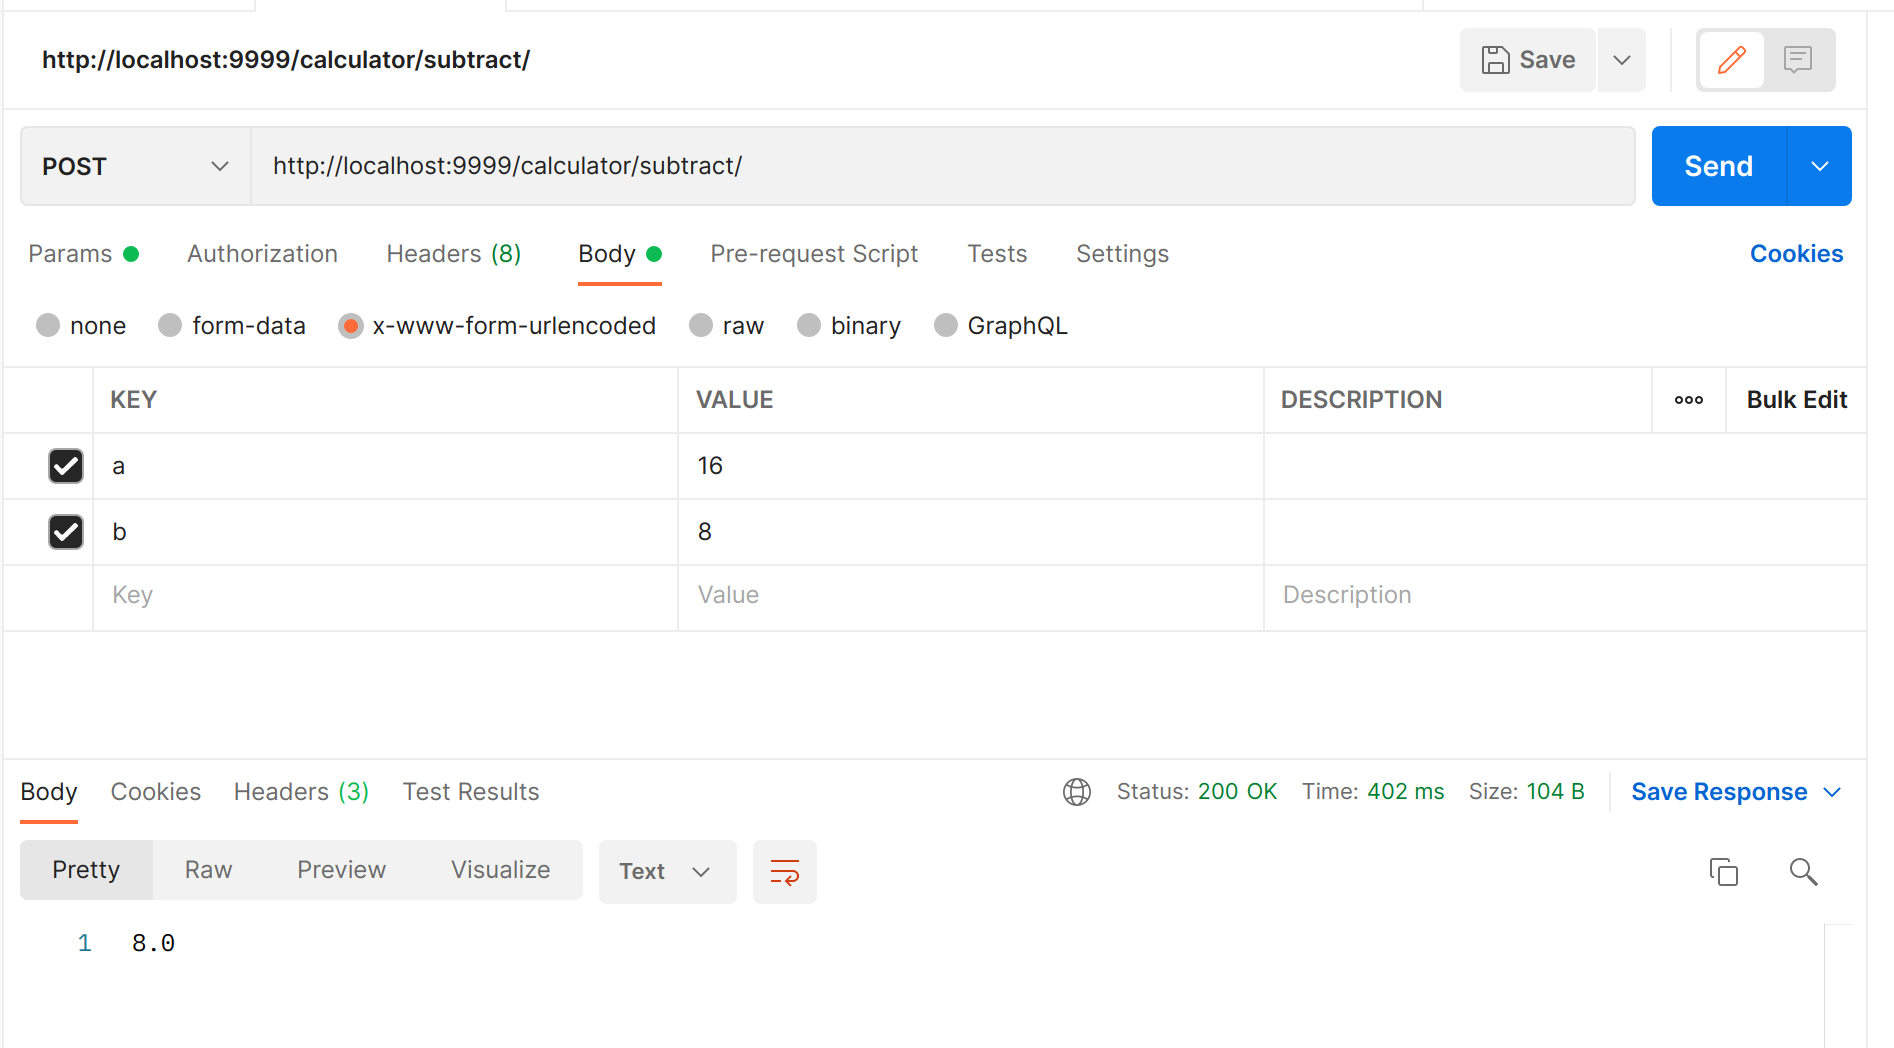 http://localhost:9999/calculator/subtract/ Save
POST http://localhost:9999/calculator/subtract/ Send
Params Authorization Headers (8) Body Pre-request Script Tests Settings Cookies
none form-data x-www-form-urlencoded raw binary GraphQL
KEY VALUE DESCRIPTION Bulk Edit
a 16
b 8
Key Value Description
Body Cookies Headers (3) Test Results Status: 200 OK Time: 402 ms Size: 104 B Save Response
Pretty Raw Preview Visualize Text
1 8.0